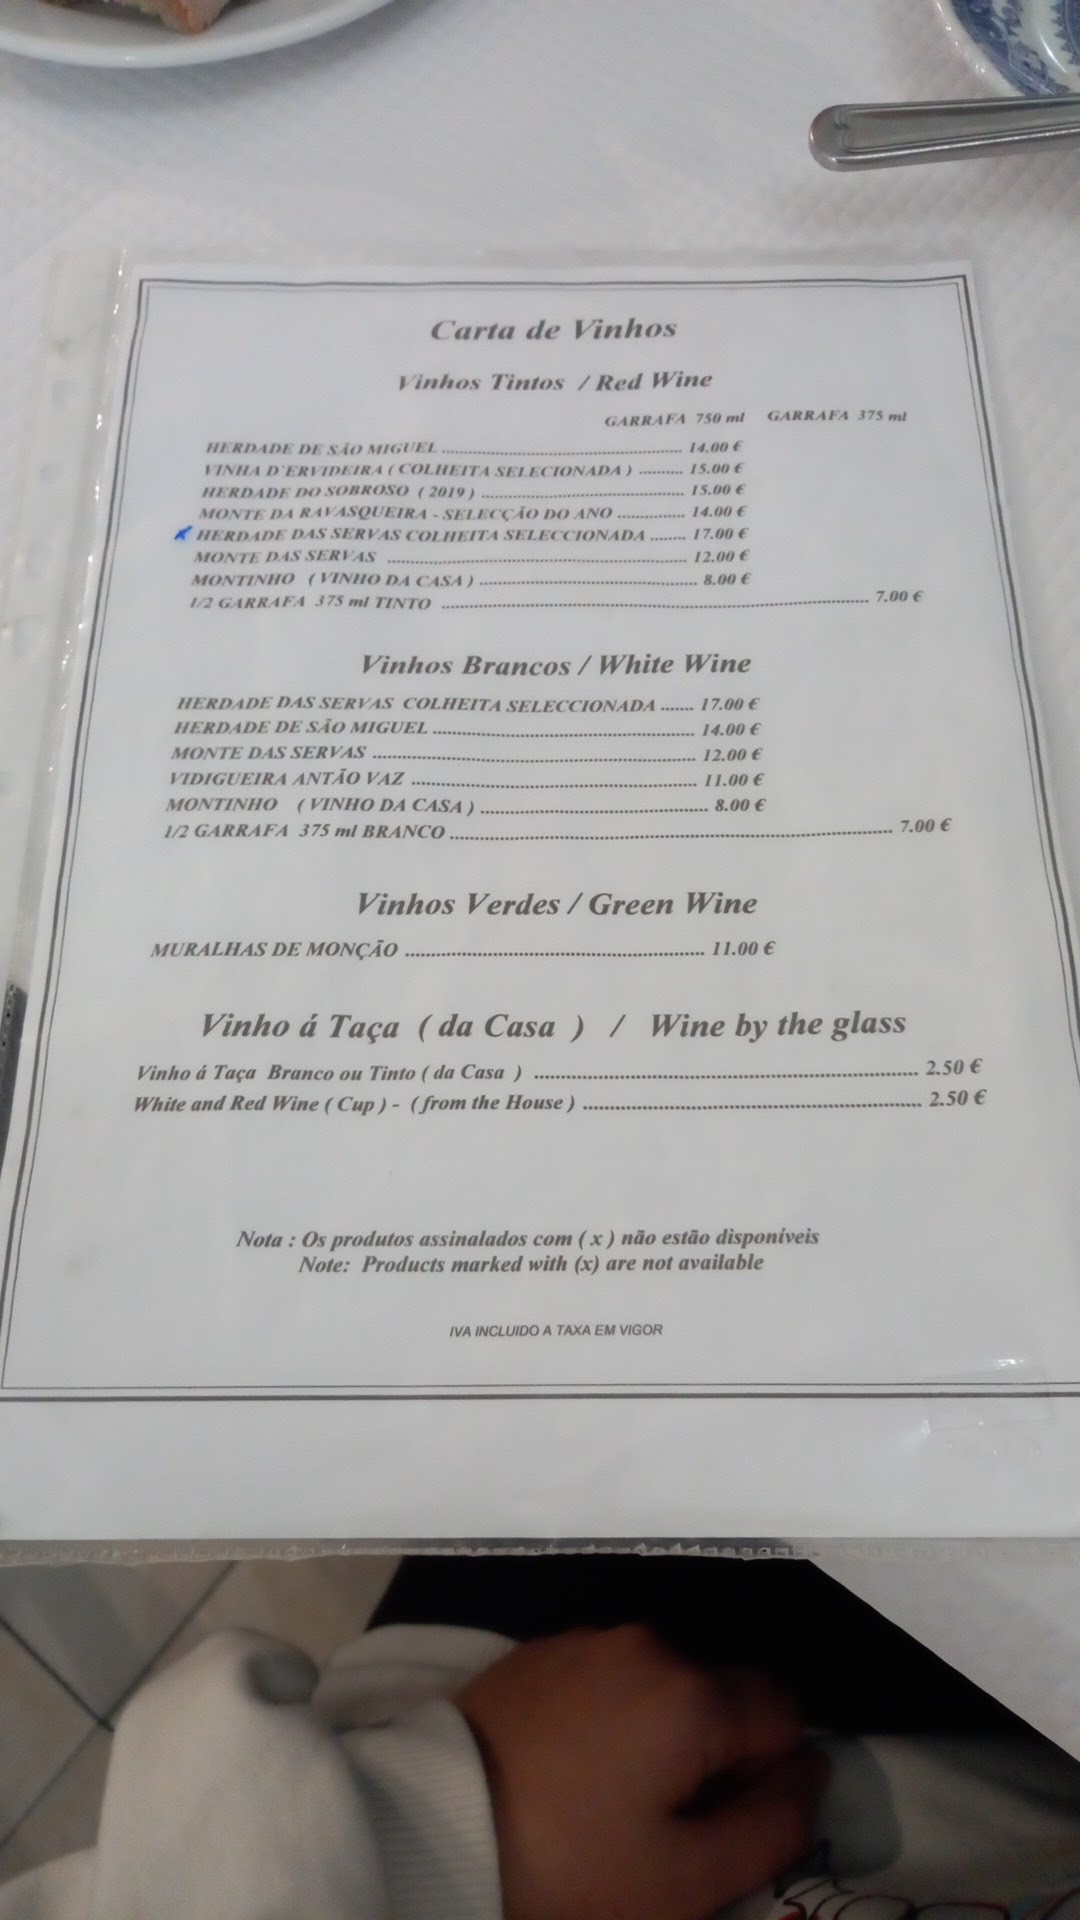 Carta de Vinhos
Vinhos Tintos / Red Wine
GARRAFA 750 ml GARRAFA 375 ml
HERDADE DE SÃO MIGUEL ........................................ 14.00 €
VINHA D'ERVIDEIRA ( COLHEITA SELECIONADA ) ......... 15.00 €
HERDADE DO SOBROSO ( 2019 ) ........................................ 15.00 €
MONTE DA RAVASQUEIRA - SELECÇÃO DO ANO ............. 14.00 €
x HERDADE DAS SERVAS COLHEITA SELECCIONADA ....... 17.00 €
MONTE DAS SERVAS ........................................ 12.00 €
MONTINHO ( VINHO DA CASA ) ........................................ 8.00 €
1/2 GARRAFA 375 ml TINTO ........................................ 7.00 €
Vinhos Brancos / White Wine
HERDADE DAS SERVAS COLHEITA SELECCIONADA ...... 17.00 €
HERDADE DE SÃO MIGUEL ........................................ 14.00 €
MONTE DAS SERVAS ........................................ 12.00 €
VIDIGUEIRA ANTÃO VAZ ........................................ 11.00 €
MONTINHO ( VINHO DA CASA ) ........................................ 8.00 €
1/2 GARRAFA 375 ml BRANCO ........................................ 7.00 €
Vinhos Verdes / Green Wine
MURALHAS DE MONÇÃO ........................................ 11.00 €
Vinho á Taça ( da Casa ) / Wine by the glass
Vinho á Taça Branco ou Tinto ( da Casa ) ........................................ 2.50 €
White and Red Wine ( Cup ) - ( from the House ) ........................................ 2.50 €
Nota : Os produtos assinalados com ( x ) não estão disponíveis
Note: Products marked with (x) are not available
IVA INCLUIDO A TAXA EM VIGOR